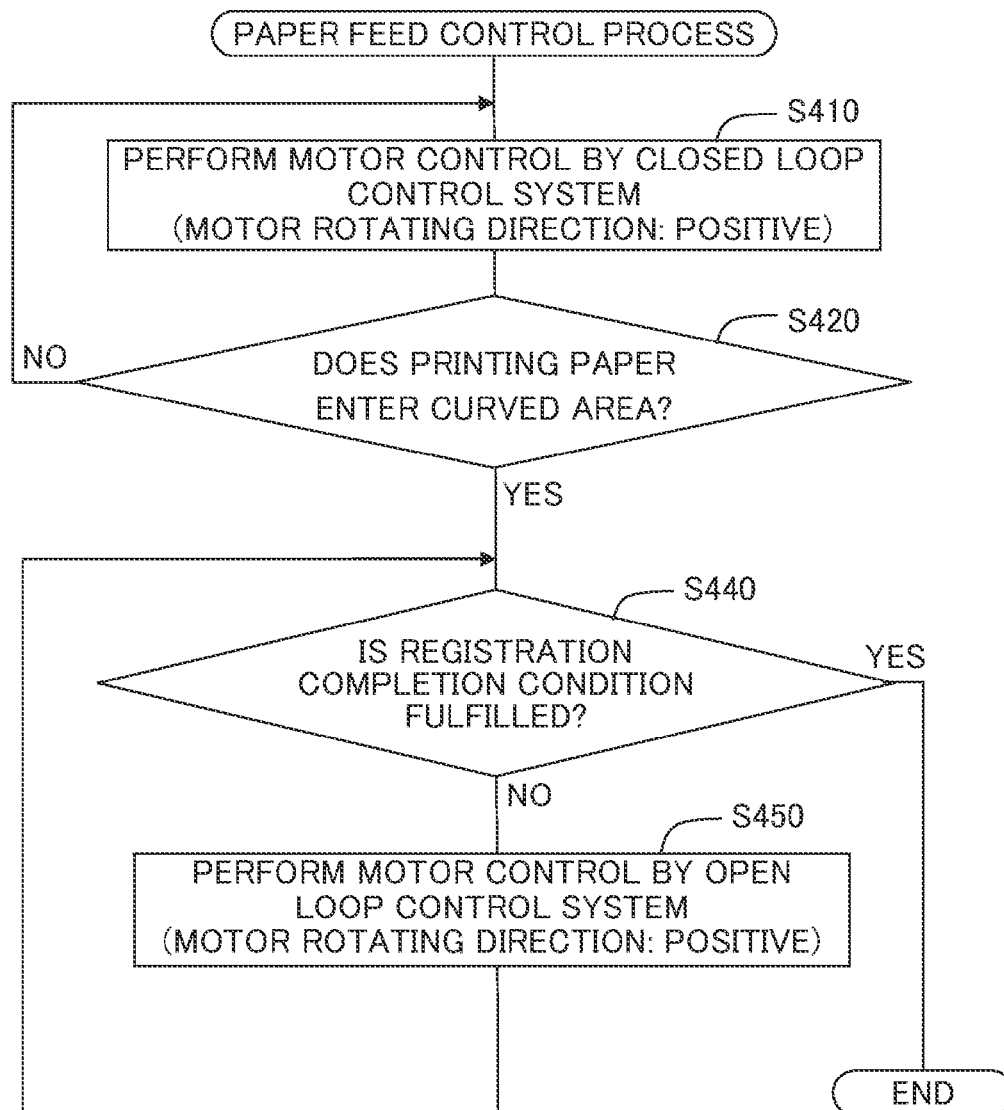 PAPER FEED CONTROL PROCESS
S410
PERFORM MOTOR CONTROL BY CLOSED LOOP
CONTROL SYSTEM
(MOTOR ROTATING DIRECTION: POSITIVE)
S420
NO
DOES PRINTING PAPER
ENTER CURVED AREA?
YES
S440
IS REGISTRATION
COMPLETION CONDITION
FULFILLED?
YES
NO
S450
PERFORM MOTOR CONTROL BY OPEN
LOOP CONTROL SYSTEM
(MOTOR ROTATING DIRECTION: POSITIVE)
END